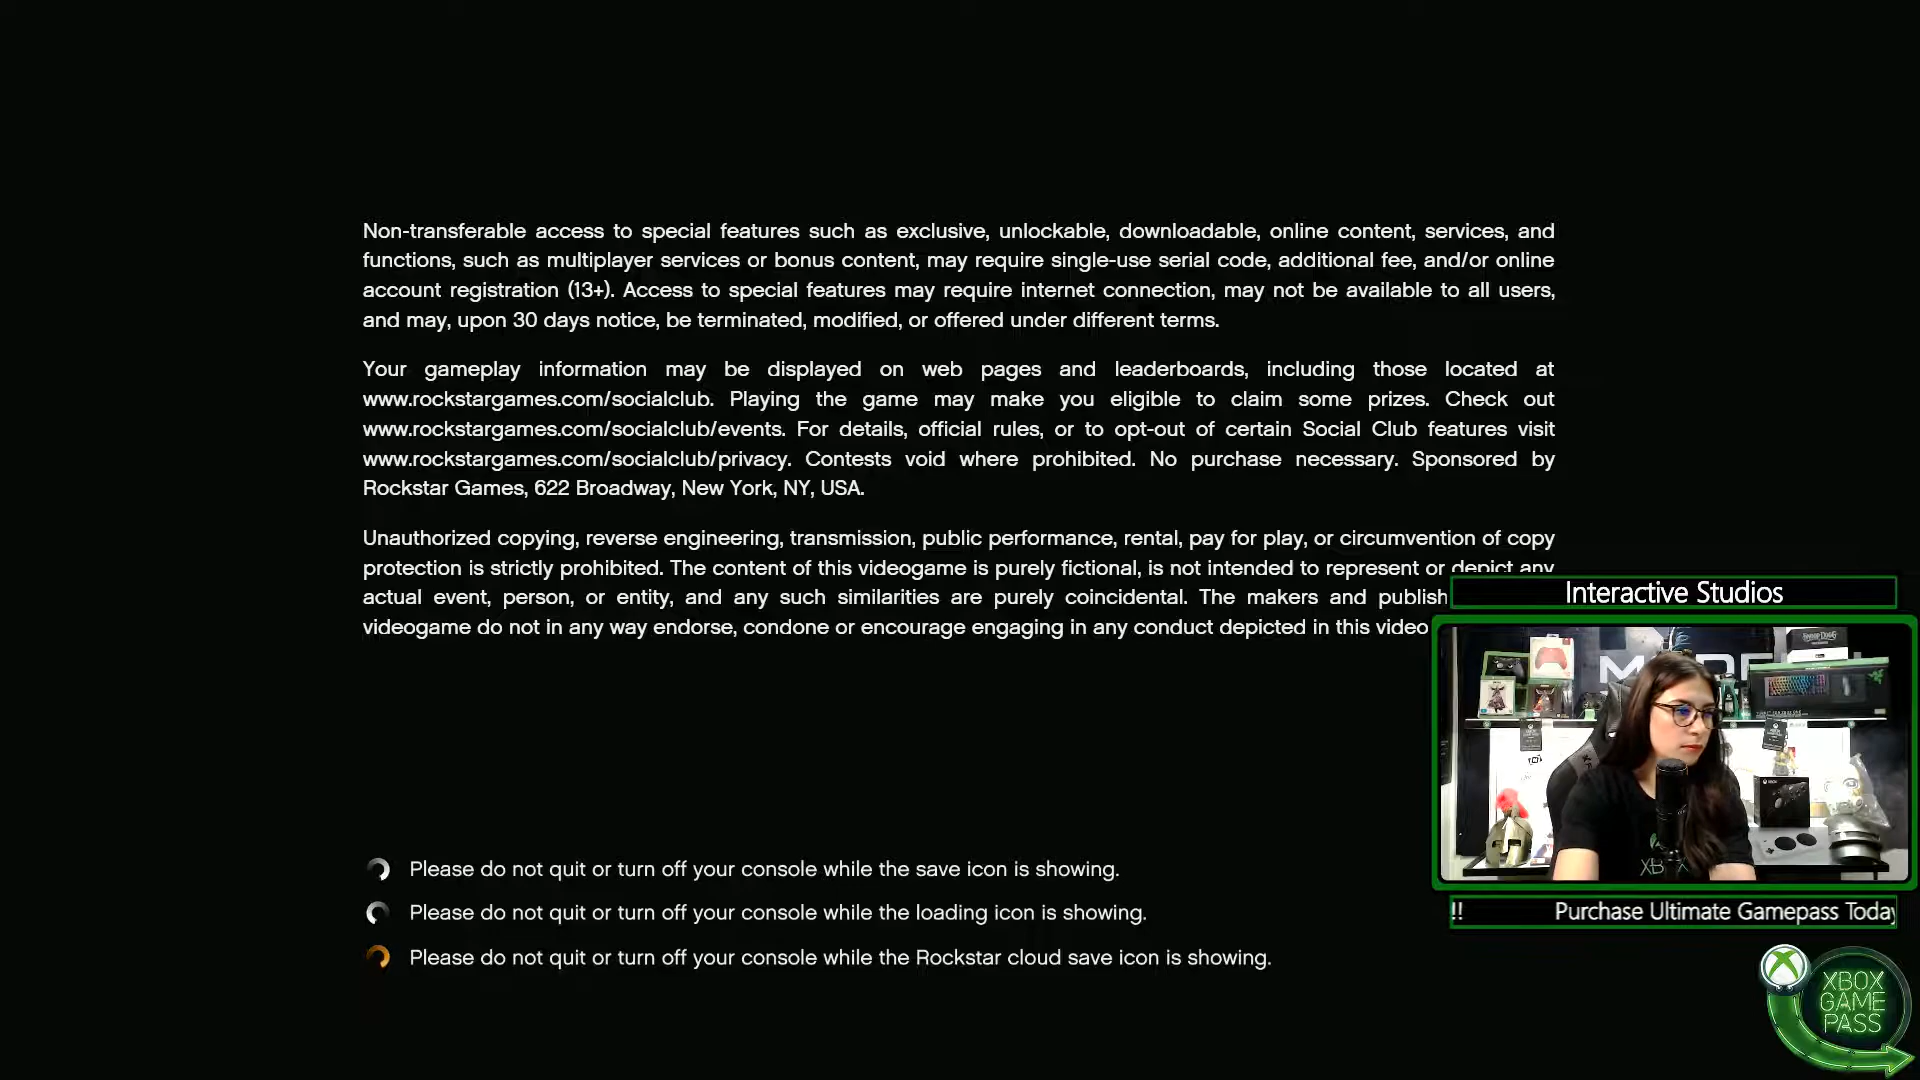 Non-transferable access to special features such as exclusive, unlockable, downloadable, online content, services, and
functions, such as multiplayer services or bonus content, may require single-use serial code, additional fee, and/or online
account registration (13+). Access to special features may require internet connection, may not be available to all users,
and may, upon 30 days notice, be terminated, modified, or offered under different terms.
Your gameplay information may be displayed on web pages and leaderboards, including those located at
www.rockstargames.com/socialclub. Playing the game may make you eligible to claim some prizes. Check out
www.rockstargames.com/socialclub/events. For details, official rules, or to opt-out of certain Social Club features visit
www.rockstargames.com/socialclub/privacy. Contests void where prohibited. No purchase necessary. Sponsored by
Rockstar Games, 622 Broadway, New York, NY, USA.
Unauthorized copying, reverse engineering, transmission, public performance, rental, pay for play, or circumvention of copy
protection is strictly prohibited. The content of this videogame is purely fictional, is not intended to represent or depict any
actual event, person, or entity, and any such similarities are purely coincidental. The makers and publish
videogame do not in any way endorse, condone or encourage engaging in any conduct depicted in this video
Interactive Studios
Please do not quit or turn off your console while the save icon is showing.
Please do not quit or turn off your console while the loading icon is showing.
Please do not quit or turn off your console while the Rockstar cloud save icon is showing.
!! Purchase Ultimate Gamepass Today
XBOX
GAME
PASS